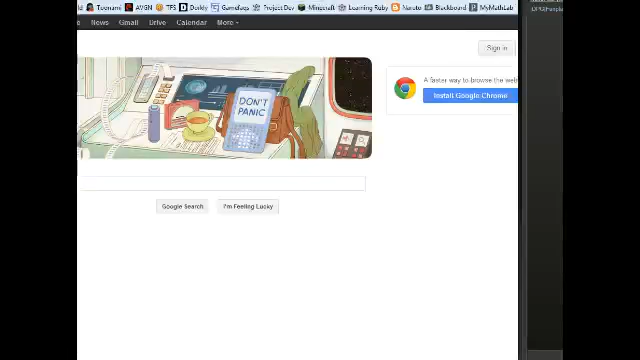 Toonami AVGN TFS Dorkly Gamefaqs Project Dev Minecraft Learning Ruby Naruto Blackboard MyMathLab
News Gmail Drive Calendar More
Sign in
A faster way to browse the web
Install Google Chrome
DON'T
PANIC
Google Search I'm Feeling Lucky